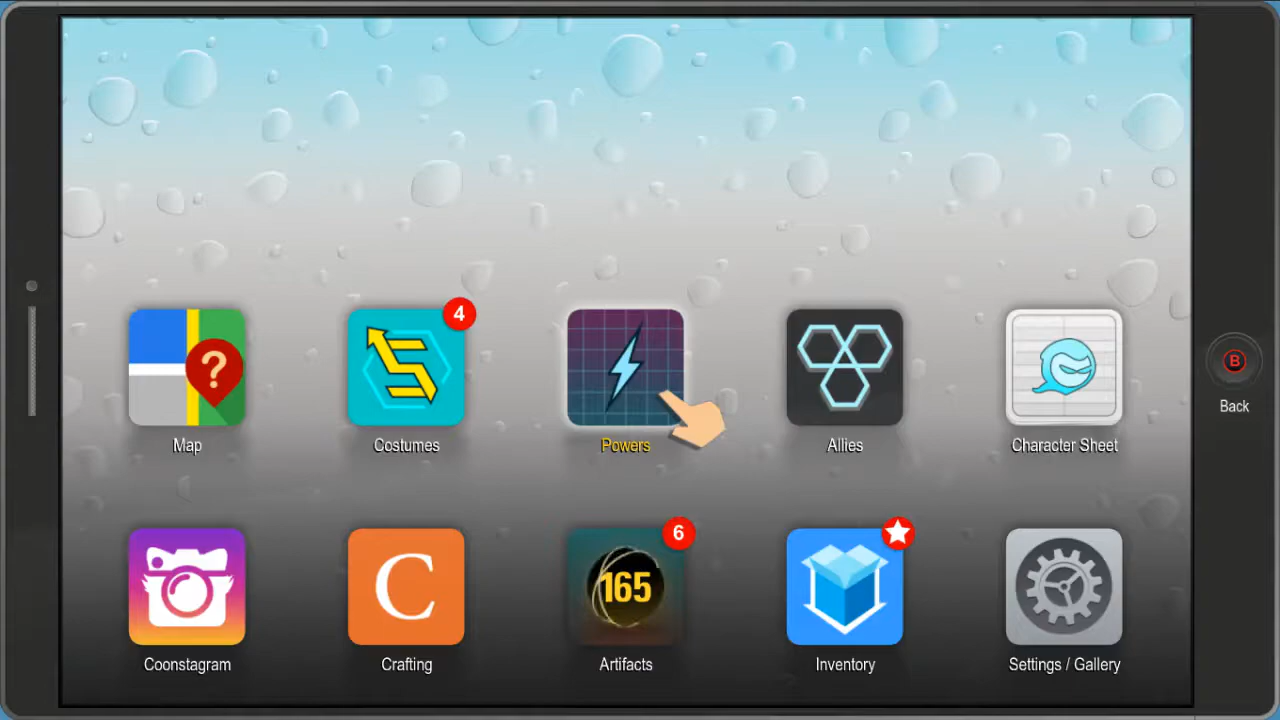 4
?
Map
Costumes
Powers
Allies
Character Sheet
B
Back
6
C
165
Coonstagram
Crafting
Artifacts
Inventory
Settings / Gallery